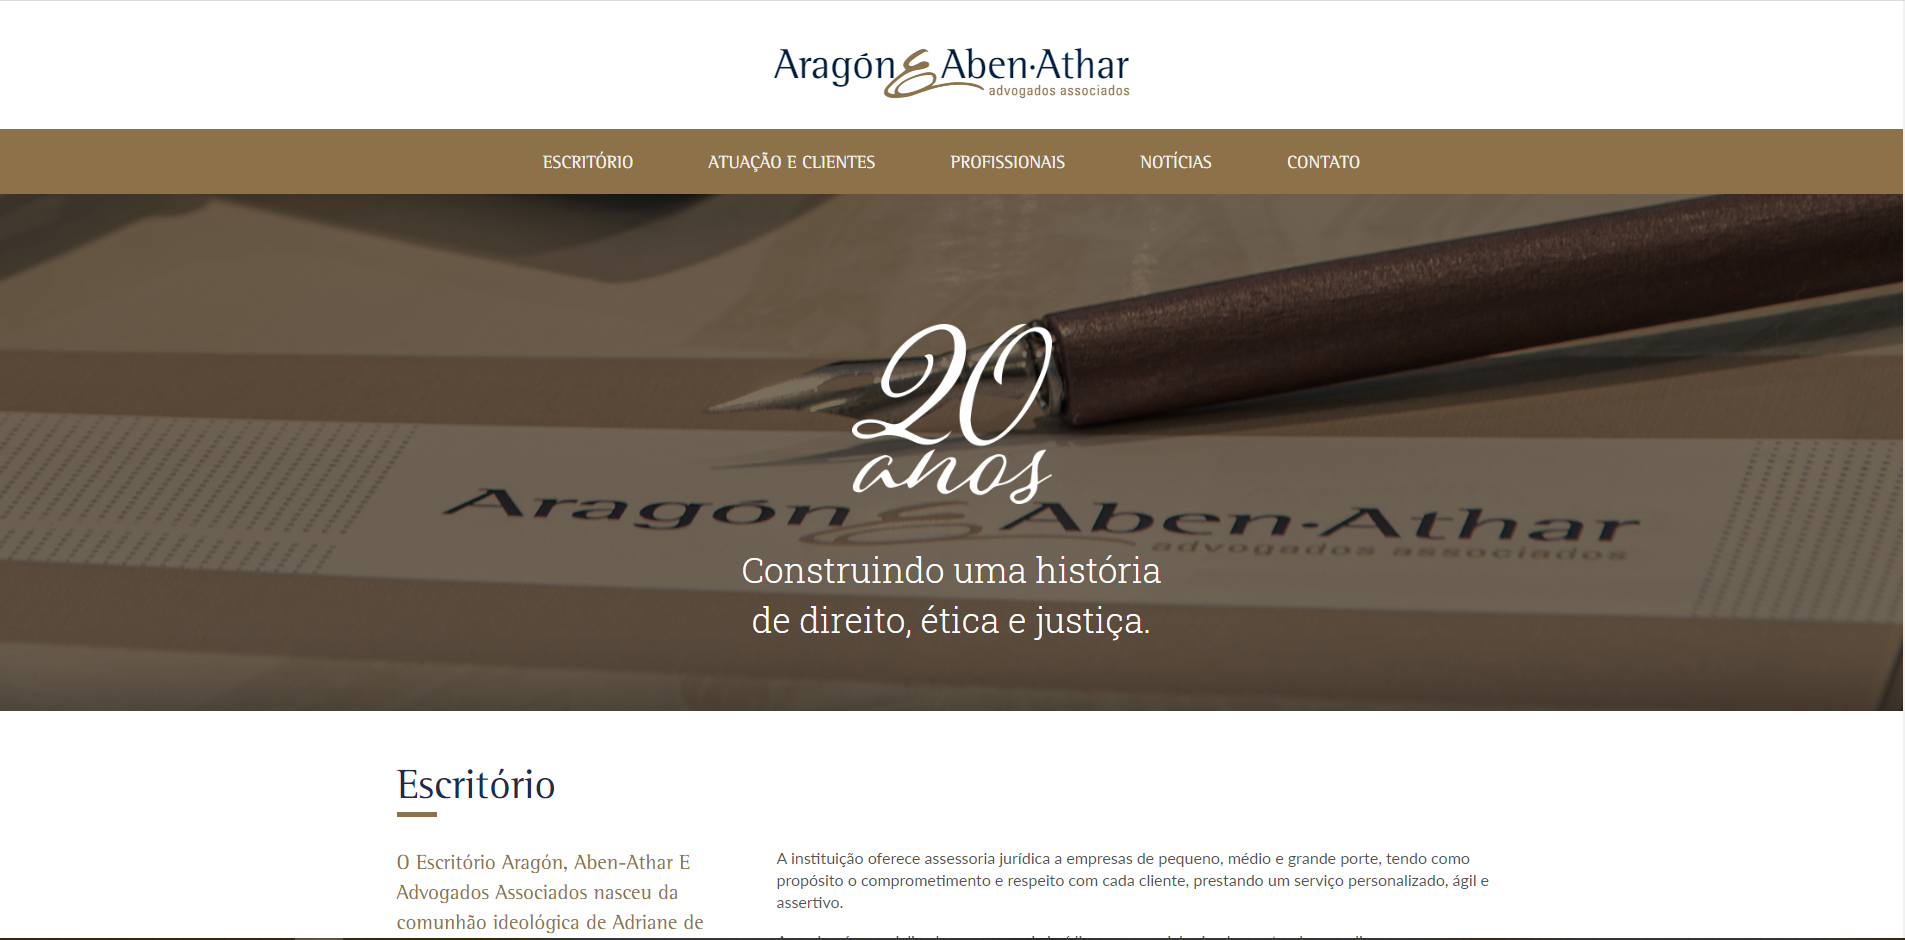 Aragón & Aben·Athar
advogados associados
ESCRITÓRIO ATUAÇÃO E CLIENTES PROFISSIONAIS NOTÍCIAS CONTATO
20
anos
Aragón & Aben·Athar
advogados associados
Construindo uma história
de direito, ética e justiça.
Escritório
O Escritório Aragón, Aben-Athar E
Advogados Associados nasceu da
comunhão ideológica de Adriane de
A instituição oferece assessoria jurídica a empresas de pequeno, médio e grande porte, tendo como
propósito o comprometimento e respeito com cada cliente, prestando um serviço personalizado, ágil e
assertivo.